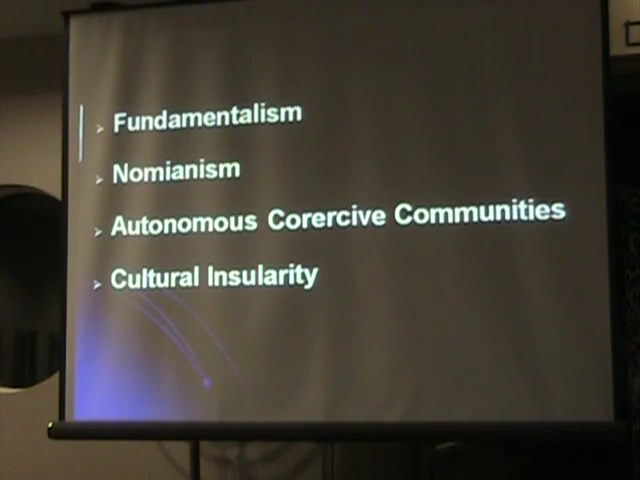 Fundamentalism
Nomianism
Autonomous Corercive Communities
Cultural Insularity